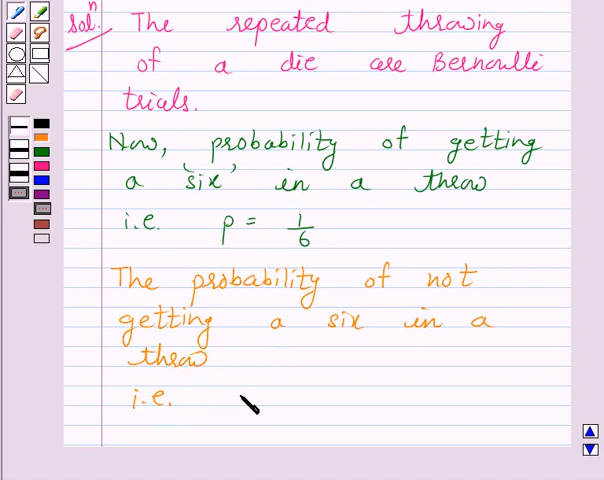 solⁿ. The repeated throwing
of a die are Bernoulli
trials.
Now, probability of getting
a 'six' in a throw
i.e. p = 1/6
The probability of not
getting a six in a
throw
i.e.